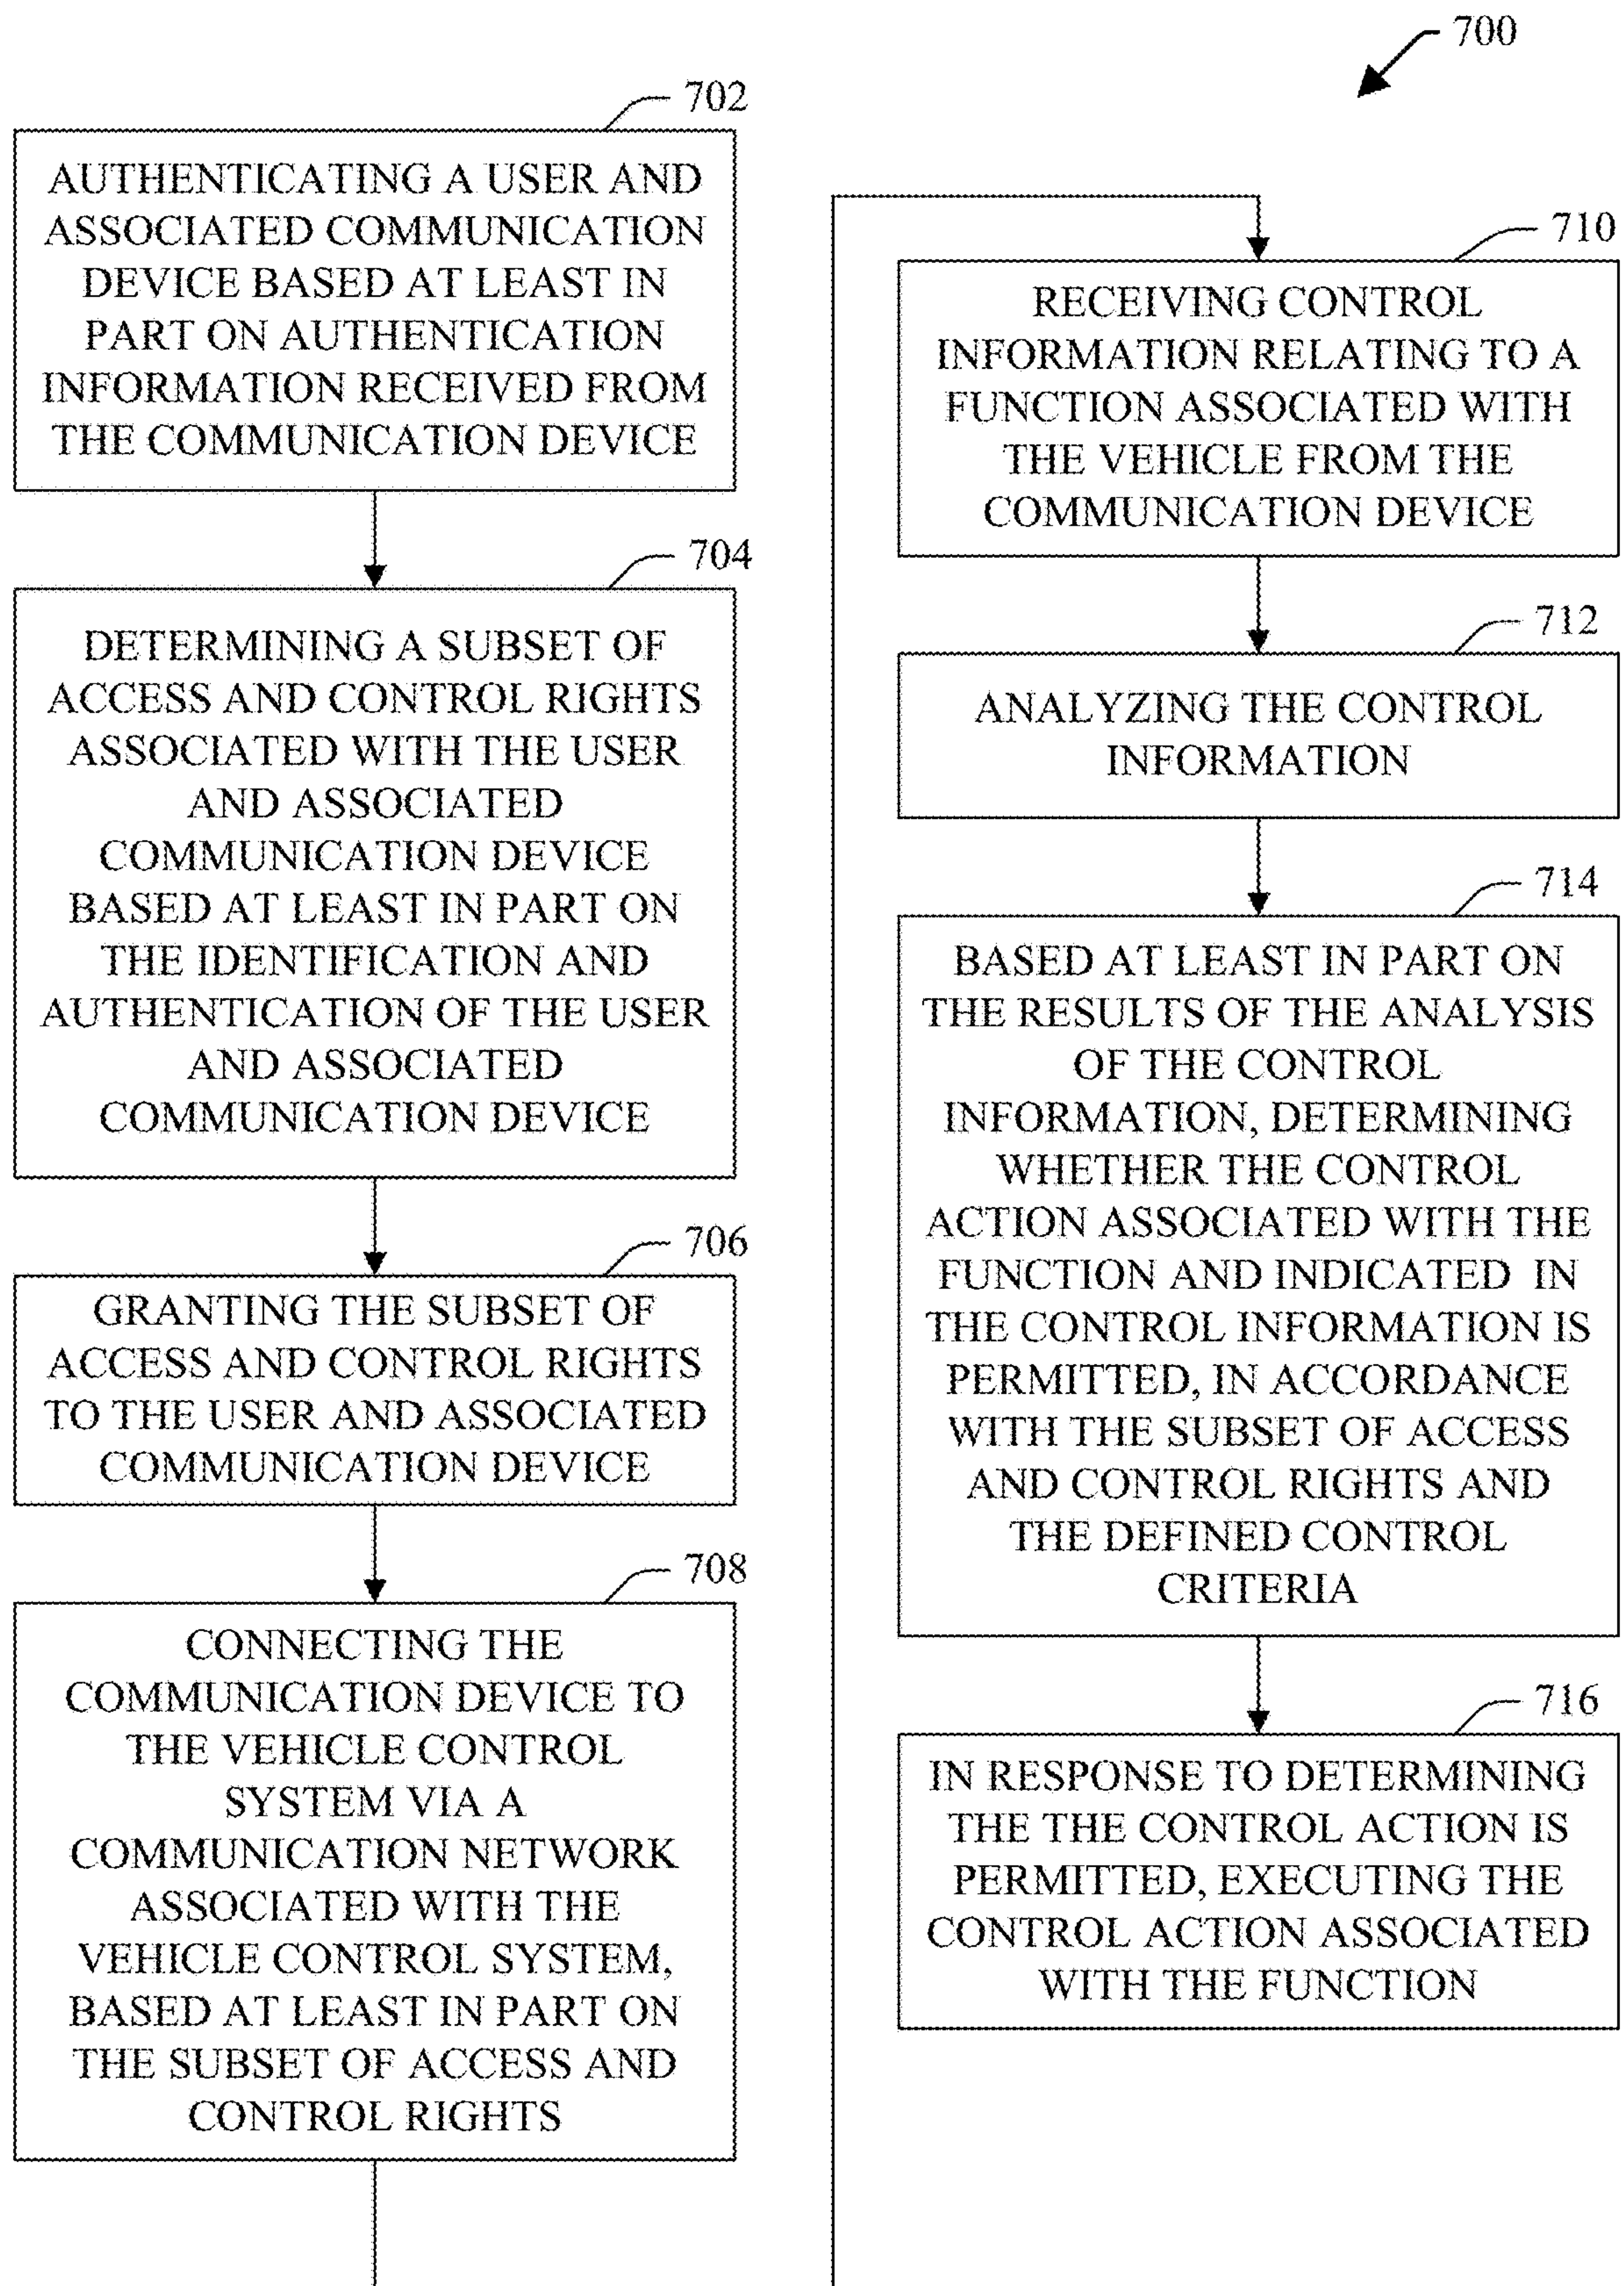 700
702
AUTHENTICATING A USER AND
ASSOCIATED COMMUNICATION
DEVICE BASED AT LEAST IN
PART ON AUTHENTICATION
INFORMATION RECEIVED FROM
THE COMMUNICATION DEVICE
704
DETERMINING A SUBSET OF
ACCESS AND CONTROL RIGHTS
ASSOCIATED WITH THE USER
AND ASSOCIATED
COMMUNICATION DEVICE
BASED AT LEAST IN PART ON
THE IDENTIFICATION AND
AUTHENTICATION OF THE USER
AND ASSOCIATED
COMMUNICATION DEVICE
706
GRANTING THE SUBSET OF
ACCESS AND CONTROL RIGHTS
TO THE USER AND ASSOCIATED
COMMUNICATION DEVICE
708
CONNECTING THE
COMMUNICATION DEVICE TO
THE VEHICLE CONTROL
SYSTEM VIA A
COMMUNICATION NETWORK
ASSOCIATED WITH THE
VEHICLE CONTROL SYSTEM,
BASED AT LEAST IN PART ON
THE SUBSET OF ACCESS AND
CONTROL RIGHTS
710
RECEIVING CONTROL
INFORMATION RELATING TO A
FUNCTION ASSOCIATED WITH
THE VEHICLE FROM THE
COMMUNICATION DEVICE
712
ANALYZING THE CONTROL
INFORMATION
714
BASED AT LEAST IN PART ON
THE RESULTS OF THE ANALYSIS
OF THE CONTROL
INFORMATION, DETERMINING
WHETHER THE CONTROL
ACTION ASSOCIATED WITH THE
FUNCTION AND INDICATED IN
THE CONTROL INFORMATION IS
PERMITTED, IN ACCORDANCE
WITH THE SUBSET OF ACCESS
AND CONTROL RIGHTS AND
THE DEFINED CONTROL
CRITERIA
716
IN RESPONSE TO DETERMINING
THE THE CONTROL ACTION IS
PERMITTED, EXECUTING THE
CONTROL ACTION ASSOCIATED
WITH THE FUNCTION